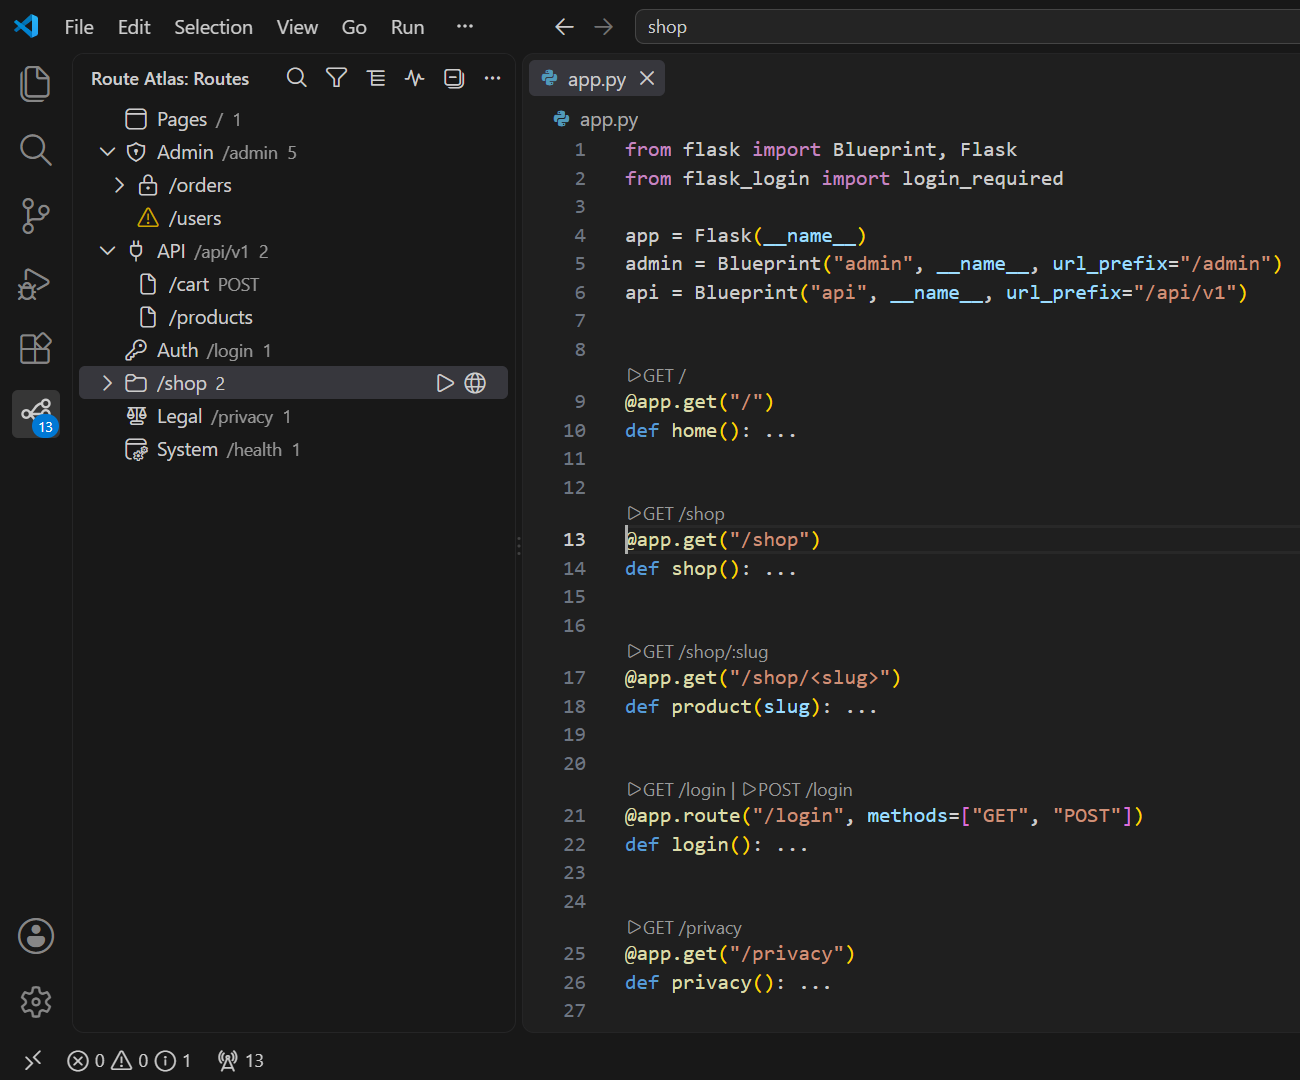 File Edit Selection View Go Run ···
shop
Route Atlas: Routes
Pages / 1
Admin /admin 5
/orders
/users
API /api/v1 2
/cart POST
/products
Auth /login 1
/shop 2
Legal /privacy 1
System /health 1
13
app.py
app.py
1 from flask import Blueprint, Flask
2 from flask_login import login_required
3
4 app = Flask(__name__)
5 admin = Blueprint("admin", __name__, url_prefix="/admin")
6 api = Blueprint("api", __name__, url_prefix="/api/v1")
7
8
GET /
9 @app.get("/")
10 def home(): ...
11
12
GET /shop
13 @app.get("/shop")
14 def shop(): ...
15
16
GET /shop/:slug
17 @app.get("/shop/<slug>")
18 def product(slug): ...
19
20
GET /login | POST /login
21 @app.route("/login", methods=["GET", "POST"])
22 def login(): ...
23
24
GET /privacy
25 @app.get("/privacy")
26 def privacy(): ...
27
0 0 1 13